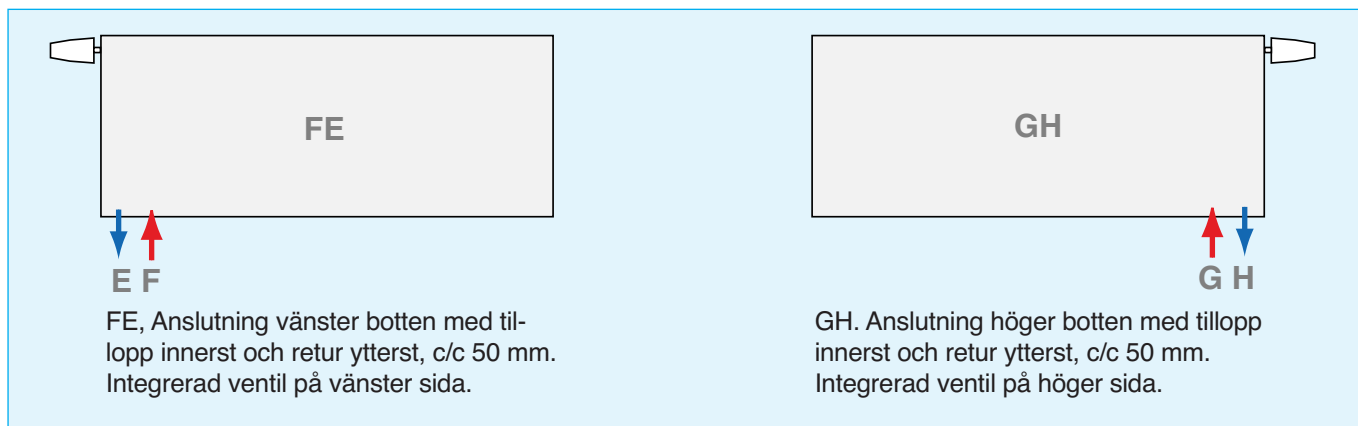 FE
E F
FE, Anslutning vänster botten med til-
lopp innerst och retur ytterst, c/c 50 mm.
Integrerad ventil på vänster sida.
GH
G H
GH. Anslutning höger botten med tillopp
innerst och retur ytterst, c/c 50 mm.
Integrerad ventil på höger sida.